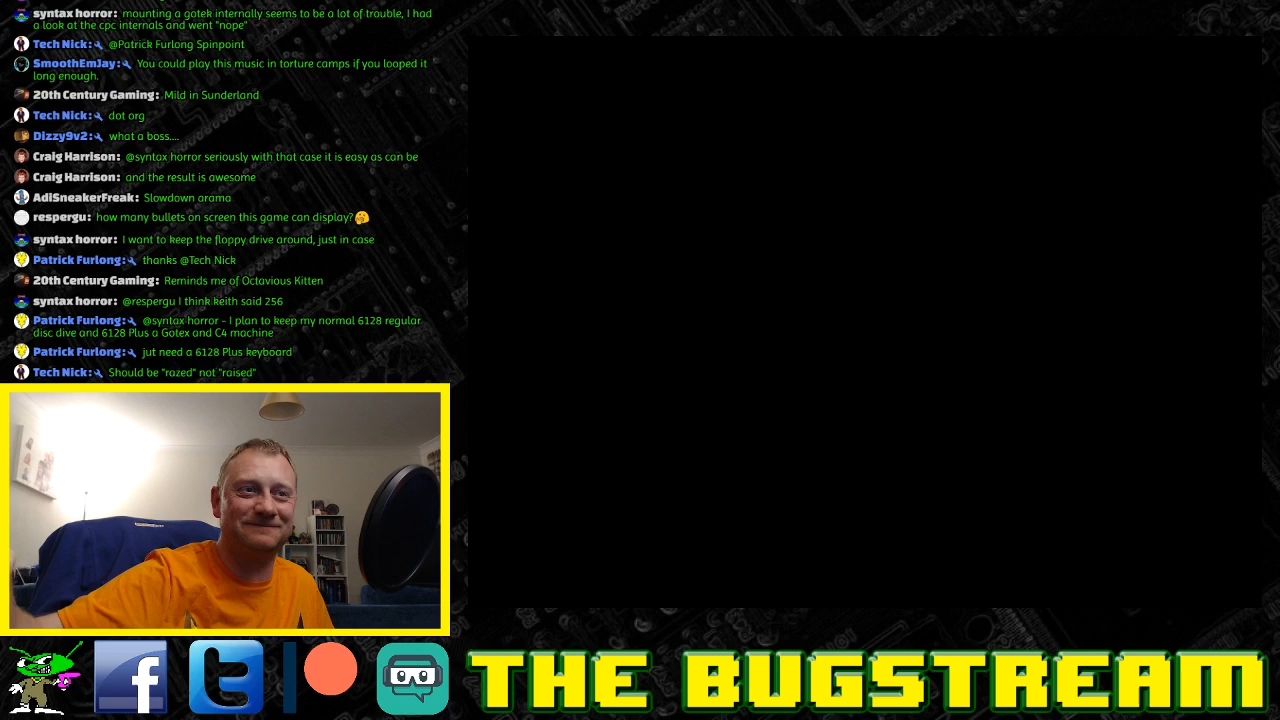 syntax horror: mounting a gotek internally seems to be a lot of trouble, I had
a look at the cpc internals and went "nope"
Tech Nick: @Patrick Furlong Spinpoint
SmoothEmJay: You could play this music in torture camps if you looped it
long enough.
20th Century Gaming: Mild in Sunderland
Tech Nick: dot org
Dizzy9v2: what a boss....
Craig Harrison: @syntax horror seriously with that case it is easy as can be
Craig Harrison: and the result is awesome
AdiSneakerFreak: Slowdown arama
respergu: how many bullets on screen this game can display?🤔
syntax horror: I want to keep the floppy drive around, just in case
Patrick Furlong: thanks @Tech Nick
20th Century Gaming: Reminds me of Octavious Kitten
syntax horror: @respergu I think keith said 256
Patrick Furlong: @syntax horror - I plan to keep my normal 6128 regular
disc dive and 6128 Plus a Gotex and C4 machine
Patrick Furlong: jut need a 6128 Plus keyboard
Tech Nick: Should be "razed" not "raised"
THE BUGSTREAM